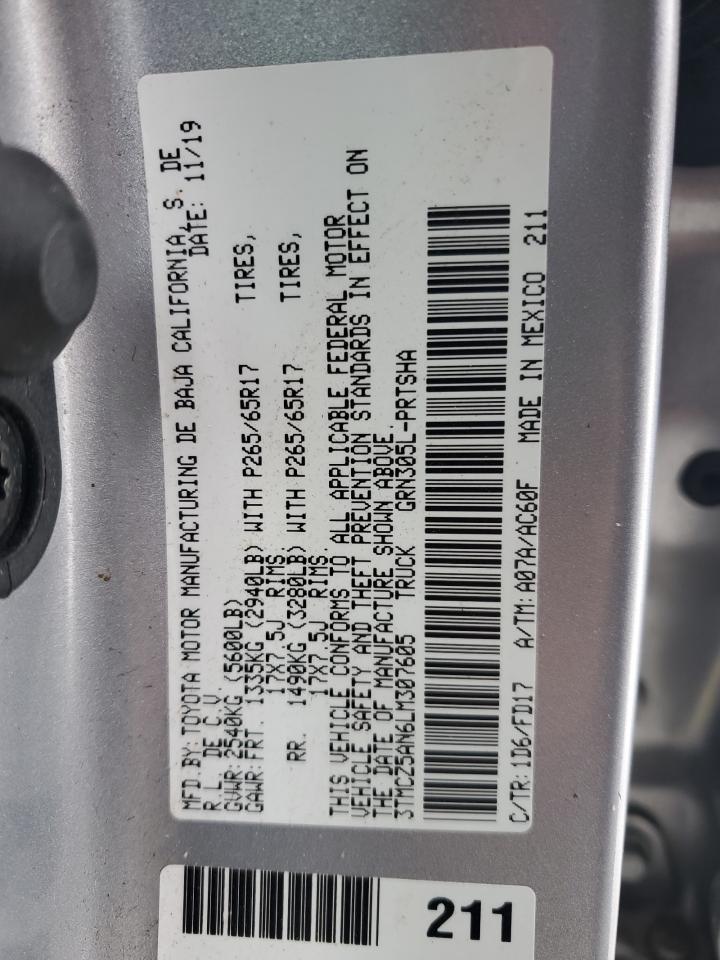 MFD.BY: TOYOTA MOTOR MANUFACTURING DE BAJA CALIFORNIA, S. DE
R. L. DE C.V. DATE: 11/19
GVWR: 2540KG (5600LB)
GAWR: FRT. 1335KG (2940LB) WITH P265/65R17 TIRES,
17X7.5J RIMS
RR. 1490KG (3280LB) WITH P265/65R17 TIRES,
17X7.5J RIMS.
THIS VEHICLE CONFORMS TO ALL APPLICABLE FEDERAL MOTOR
VEHICLE SAFETY AND THEFT PREVENTION STANDARDS IN EFFECT ON
THE DATE OF MANUFACTURE SHOWN ABOVE.
3TMCZ5AN6LM307605 TRUCK GRN305L-PRTSHA
C/TR: 1D6/FD17 A/TM: A07A/AC60F MADE IN MEXICO 211
211